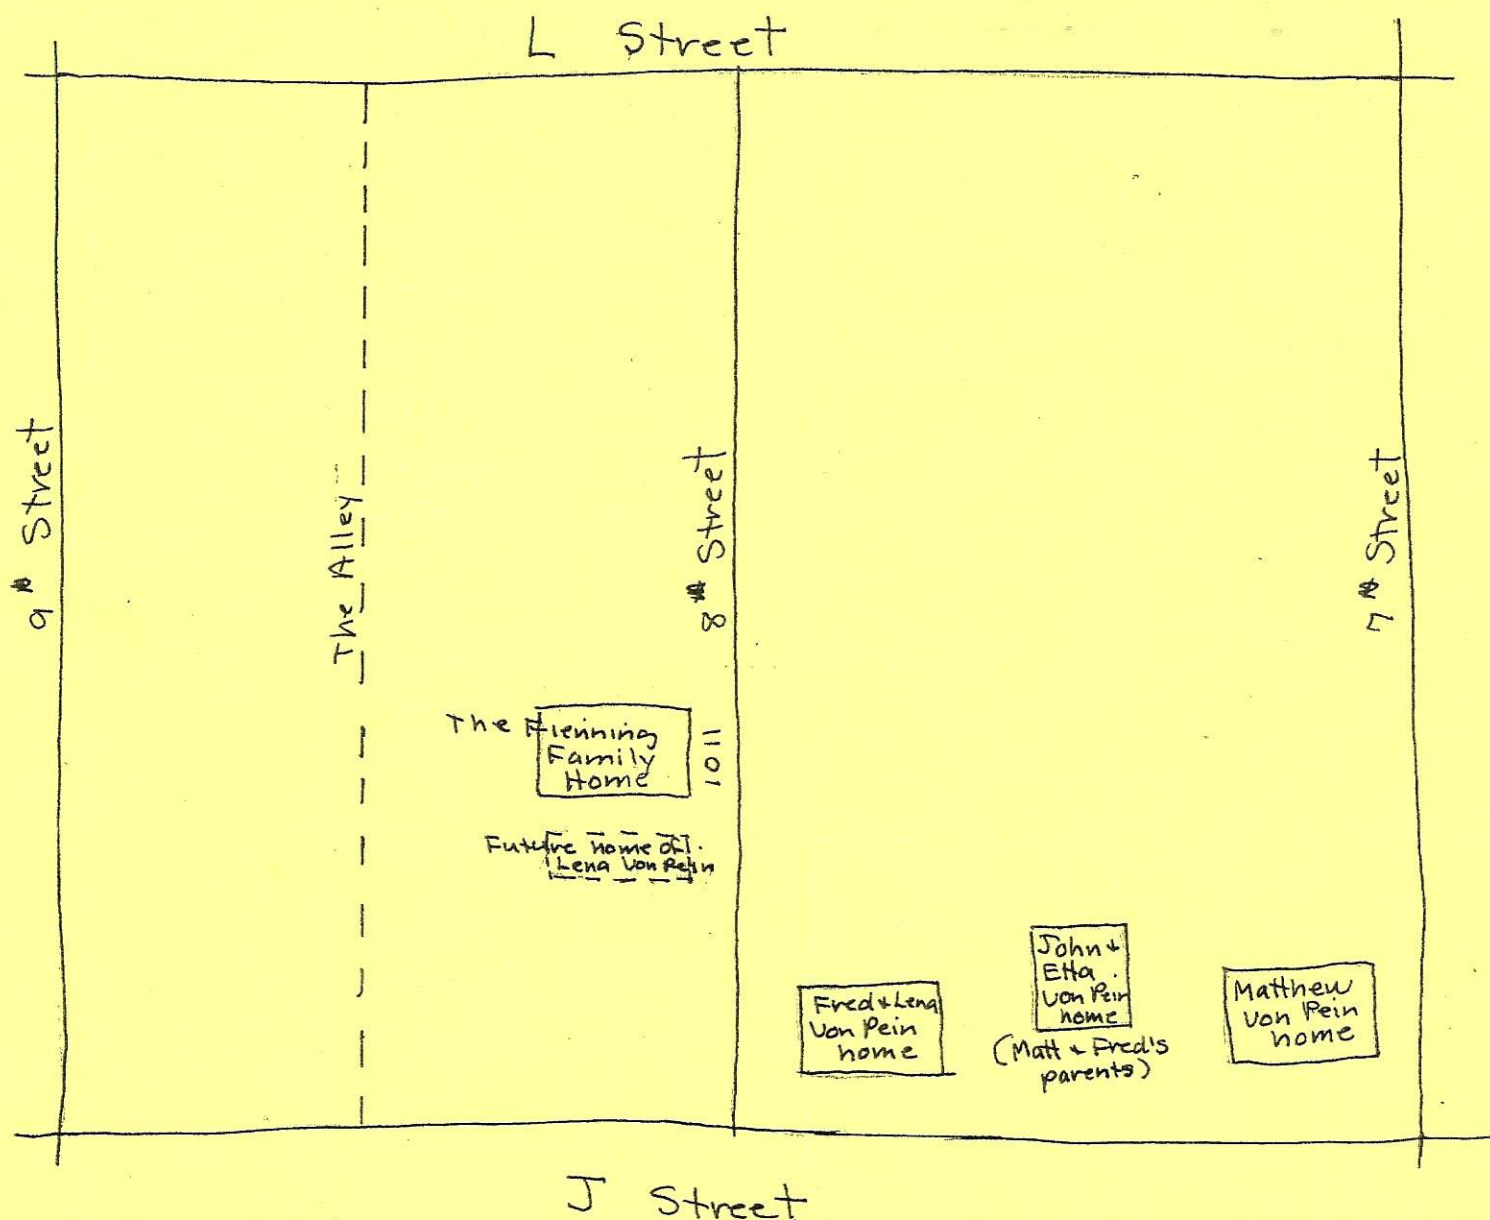 L Street
9th Street
The Alley
8th Street
7th Street
The
Family
Home
1011
Future home of
Lena Von Pein
Fred & Lena
Von Pein
home
John &
Etta
Von Pein
home
(Matt & Fred's
parents)
Matthew
Von Pein
home
J Street